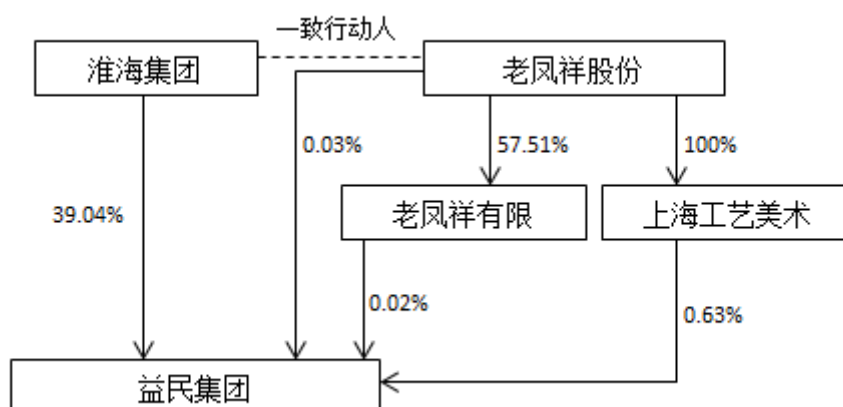 一致行动人
淮海集团
老凤祥股份
0.03%
57.51%
100%
39.04%
老凤祥有限
上海工艺美术
0.02%
0.63%
益民集团